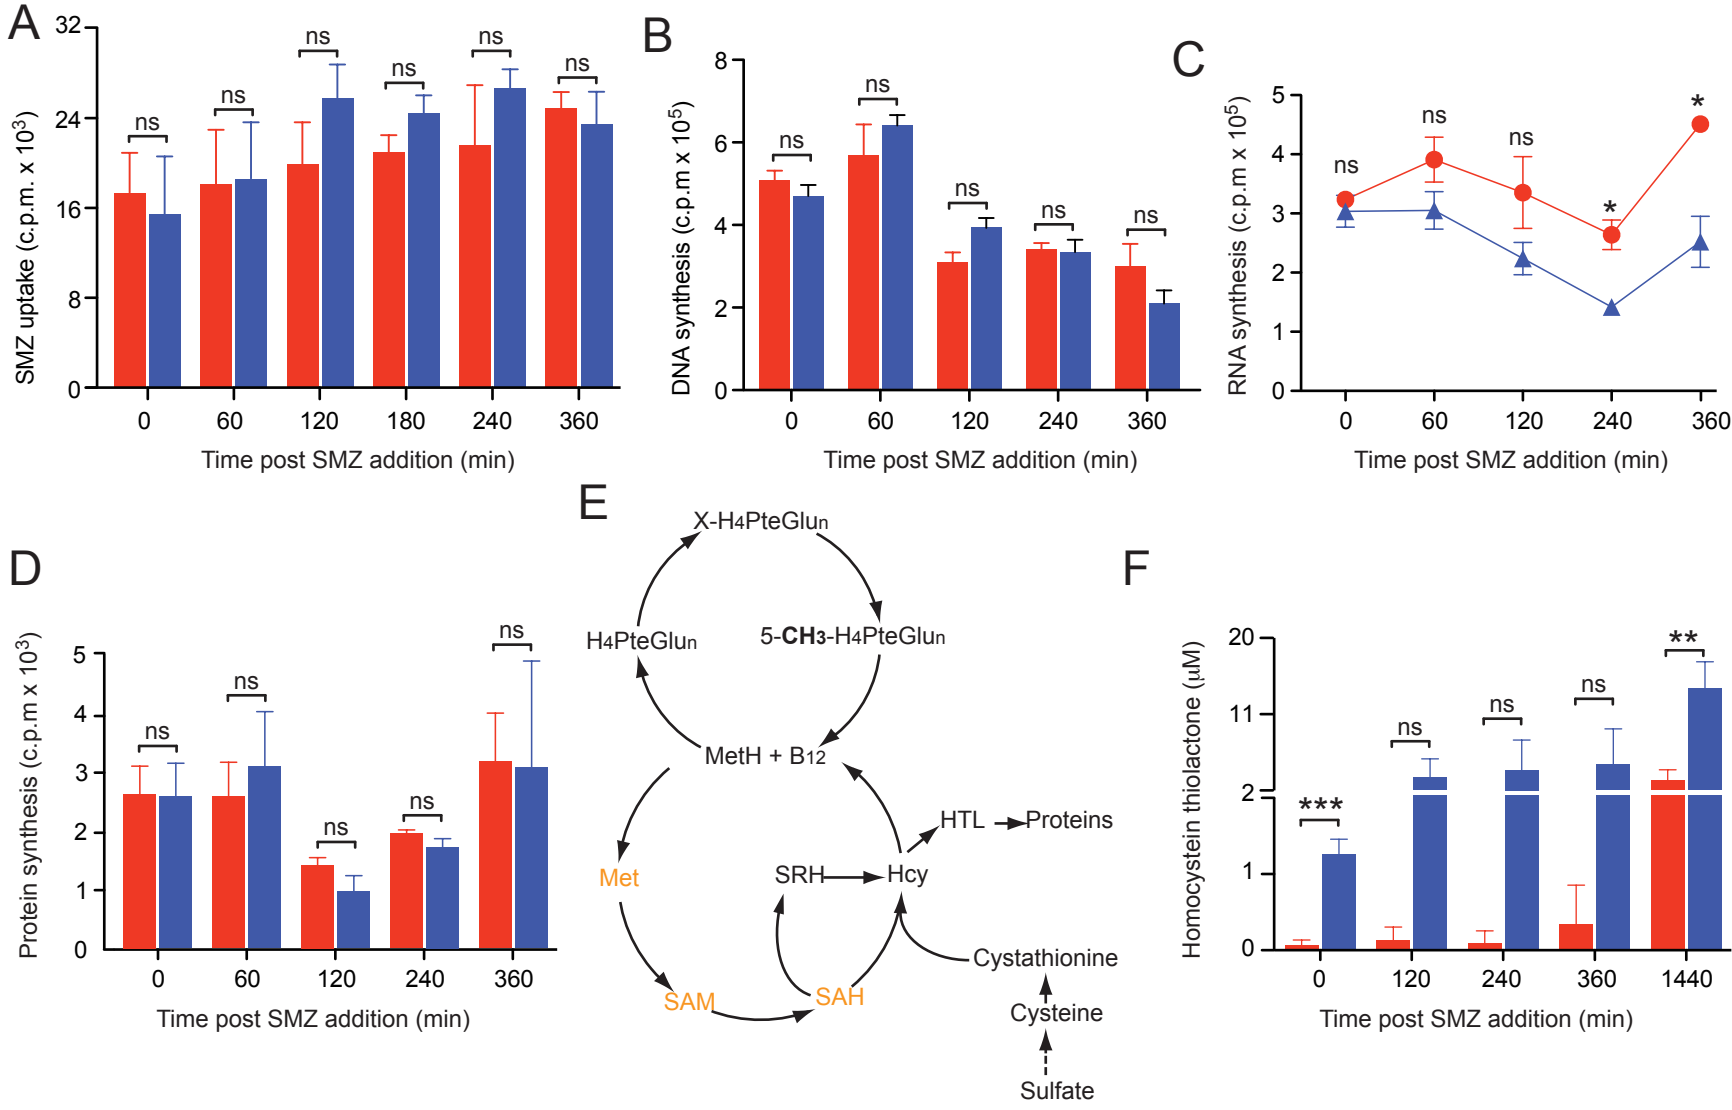 A
SMZ uptake (c.p.m. x 10³)
32
24
16
8
0
ns
ns
ns
ns
ns
ns
0 60 120 180 240 360
Time post SMZ addition (min)
B
DNA synthesis (c.p.m x 10⁵)
8
6
4
2
0
ns
ns
ns
ns
ns
0 60 120 240 360
Time post SMZ addition (min)
C
RNA synthesis (c.p.m x 10⁵)
5
4
3
2
1
0
ns
ns
ns
*
*
0 60 120 240 360
Time post SMZ addition (min)
D
Protein synthesis (c.p.m x 10³)
5
4
3
2
1
0
ns
ns
ns
ns
ns
0 60 120 240 360
Time post SMZ addition (min)
E
X-H4PteGlun
H4PteGlun
5-CH3-H4PteGlun
MetH + B12
HTL
Proteins
Met
SRH
Hcy
SAM
SAH
Cystathionine
Cysteine
Sulfate
F
Homocystein thiolactone (µM)
20
11
2
2
1
0
***
ns
ns
ns
**
0 120 240 360 1440
Time post SMZ addition (min)